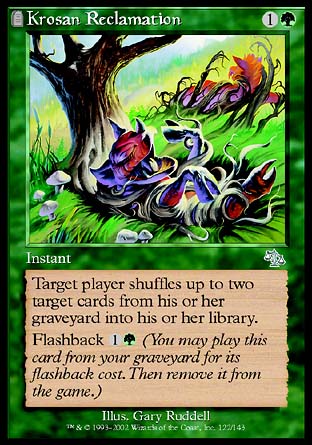 Krosan Reclamation 1
Instant
Target player shuffles up to two
target cards from his or her
graveyard into his or her library.
Flashback 1 (You may play this
card from your graveyard for its
flashback cost. Then remove it from
the game.)
Illus. Gary Ruddell
™ & © 1993-2002 Wizards of the Coast, Inc. 122/143